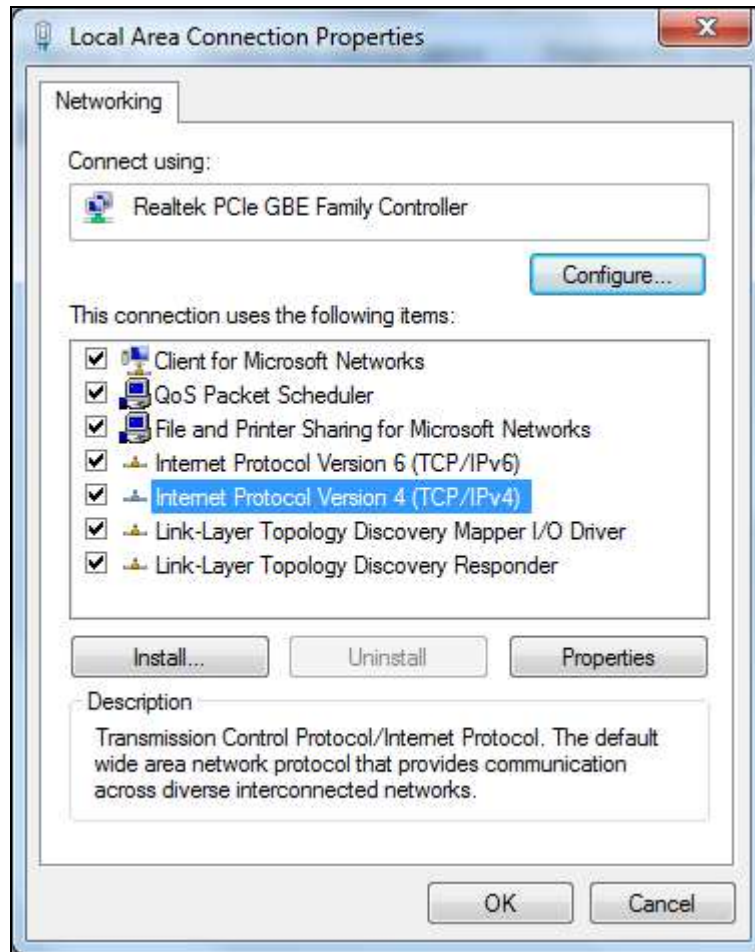 Local Area Connection Properties
Networking
Connect using:
Realtek PCIe GBE Family Controller
Configure...
This connection uses the following items:
Client for Microsoft Networks
QoS Packet Scheduler
File and Printer Sharing for Microsoft Networks
Internet Protocol Version 6 (TCP/IPv6)
Internet Protocol Version 4 (TCP/IPv4)
Link-Layer Topology Discovery Mapper I/O Driver
Link-Layer Topology Discovery Responder
Install... Uninstall Properties
Description
Transmission Control Protocol/Internet Protocol. The default
wide area network protocol that provides communication
across diverse interconnected networks.
OK Cancel